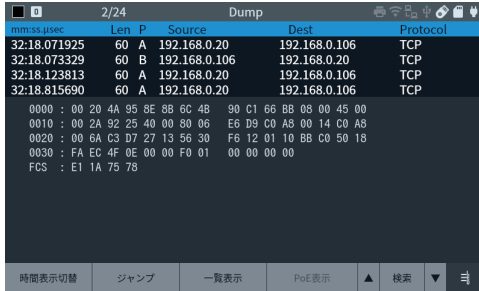 0 2/24 Dump
mm:ss.μsec Len P Source Dest Protocol
32:18.071925 60 A 192.168.0.20 192.168.0.106 TCP
32:18.073329 60 B 192.168.0.106 192.168.0.20 TCP
32:18.123813 60 A 192.168.0.20 192.168.0.106 TCP
32:18.815690 60 A 192.168.0.20 192.168.0.106 TCP
0000 : 00 20 4A 95 8E 8B 6C 4B 90 C1 66 BB 08 00 45 00
0010 : 00 2A 92 25 40 00 80 06 E6 D9 C0 A8 00 14 C0 A8
0020 : 00 6A C3 D7 27 13 56 30 F6 12 01 10 BB C0 50 18
0030 : FA EC 4F 0E 00 00 F0 01 00 00 00 00
FCS : E1 1A 75 78
時間表示切替 ジャンプ 一覧表示 PoE表示 ▲ 検索 ▼